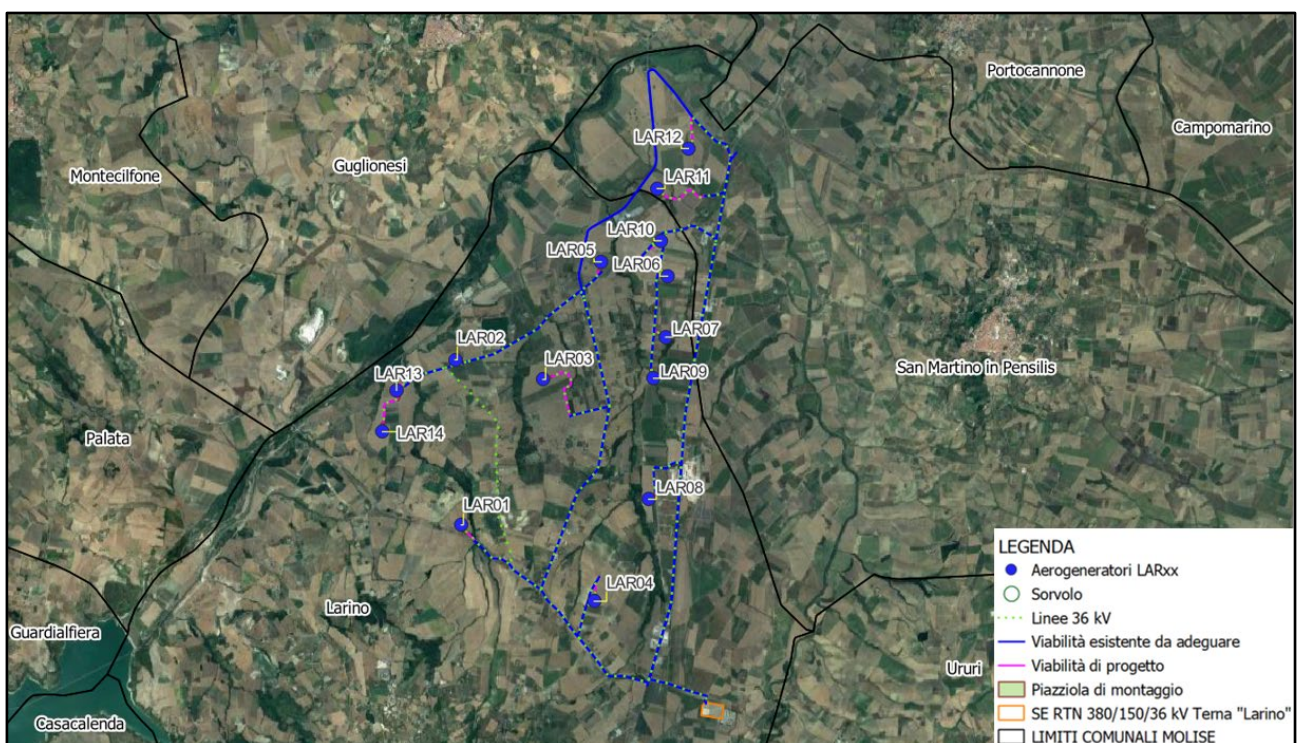 Portocannone
Campomarino
Guglionesi
Montecilfone
LAR12
LAR11
LAR10
LAR05
LAR06
LAR07
LAR02
LAR03
LAR09
LAR13
San Martino in Pensilis
LAR14
Palata
LAR08
LAR01
LAR04
Larino
Guardialfiera
Ururi
Casacalenda
LEGENDA
Aerogeneratori LARxx
Sorvolo
Linee 36 kV
Viabilità esistente da adeguare
Viabilità di progetto
Piazziola di montaggio
SE RTN 380/150/36 kV Terna "Larino"
LIMITI COMUNALI MOLISE